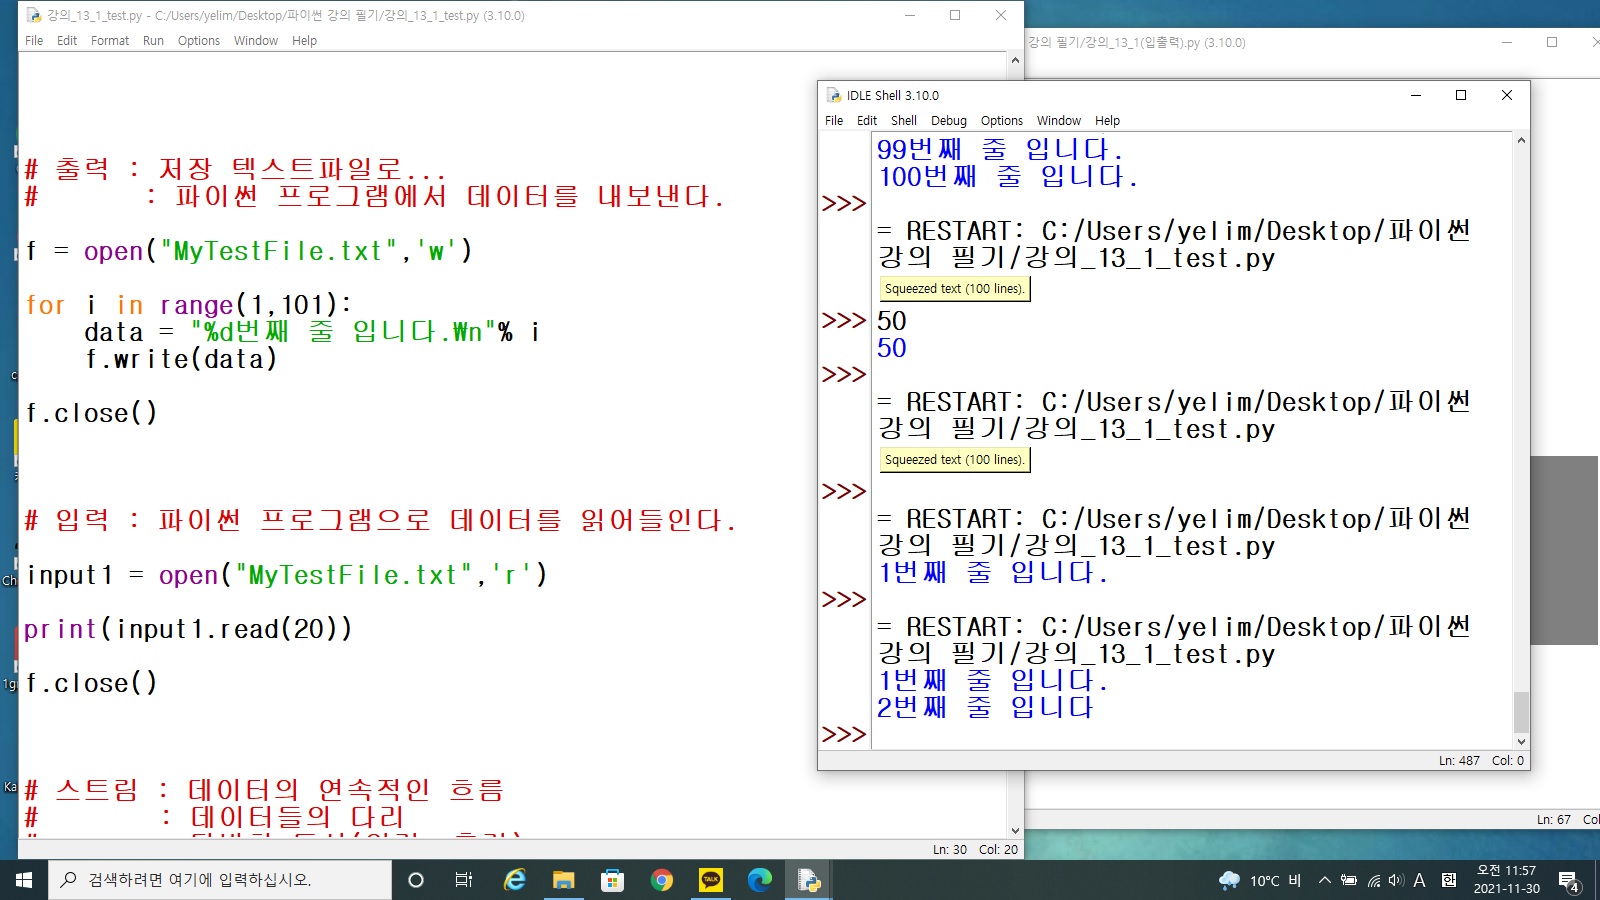 강의_13_1_test.py - C:/Users/yelim/Desktop/파이썬 강의 필기/강의_13_1_test.py (3.10.0)
File Edit Format Run Options Window Help
# 출력 : 저장 텍스트파일로...
# : 파이썬 프로그램에서 데이터를 내보낸다.
f = open("MyTestFile.txt",'w')
for i in range(1,101):
data = "%d번째 줄 입니다.₩n"% i
f.write(data)
f.close()
# 입력 : 파이썬 프로그램으로 데이터를 읽어들인다.
input1 = open("MyTestFile.txt",'r')
print(input1.read(20))
f.close()
# 스트림 : 데이터의 연속적인 흐름
# : 데이터들의 다리
Ln: 30 Col: 20
강의 필기/강의_13_1(입출력).py (3.10.0)
IDLE Shell 3.10.0
File Edit Shell Debug Options Window Help
99번째 줄 입니다.
100번째 줄 입니다.
>>>
= RESTART: C:/Users/yelim/Desktop/파이썬
강의 필기/강의_13_1_test.py
Squeezed text (100 lines).
>>> 50
50
>>>
= RESTART: C:/Users/yelim/Desktop/파이썬
강의 필기/강의_13_1_test.py
Squeezed text (100 lines).
>>>
= RESTART: C:/Users/yelim/Desktop/파이썬
강의 필기/강의_13_1_test.py
1번째 줄 입니다.
>>>
= RESTART: C:/Users/yelim/Desktop/파이썬
강의 필기/강의_13_1_test.py
1번째 줄 입니다.
2번째 줄 입니다
>>>
Ln: 487 Col: 0
Ln: 67 Col
검색하려면 여기에 입력하십시오.
TALK
10°C 비
A 한
오전 11:57
2021-11-30
4